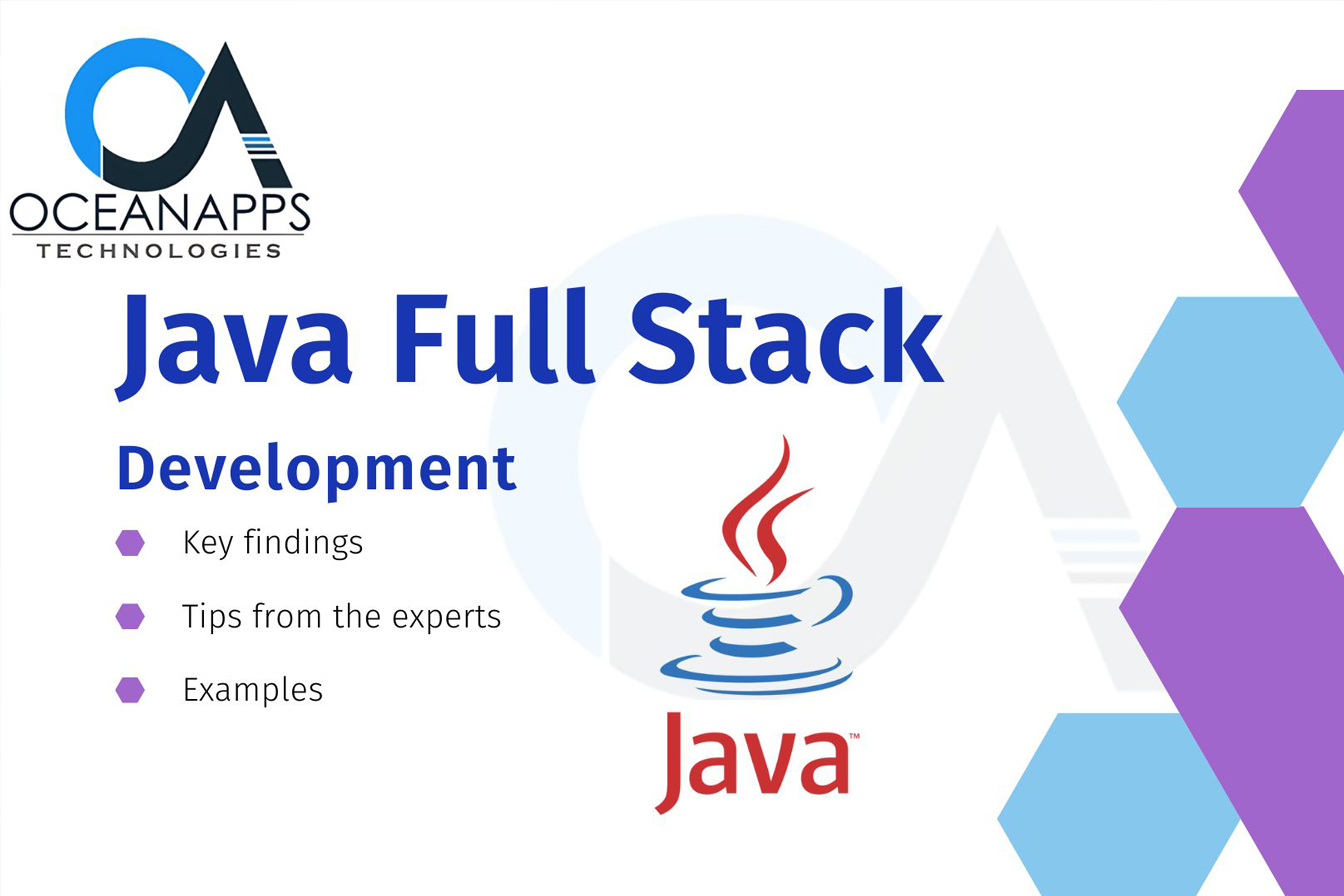 OCEANAPPS
TECHNOLOGIES
Java Full Stack
Development
Key findings
Tips from the experts
Examples
Java™